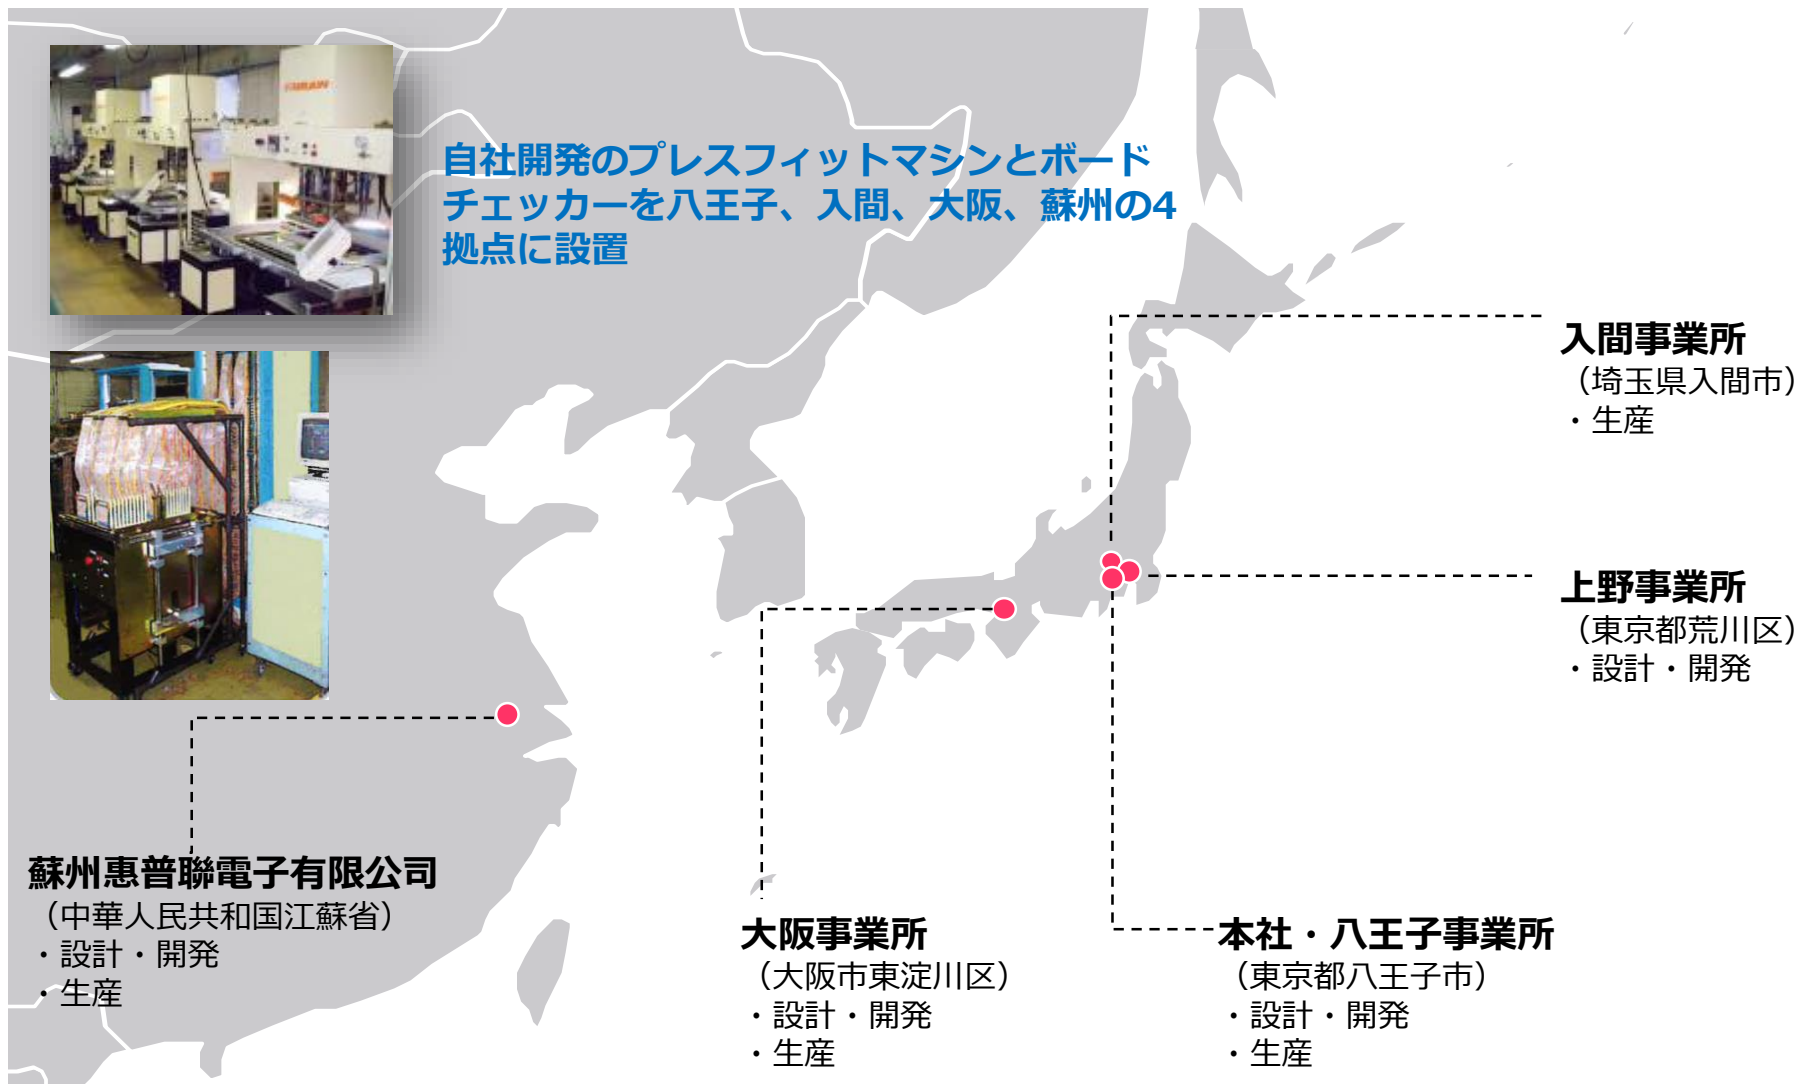 自社開発のプレスフィットマシンとボード
チェッカーを八王子、入間、大阪、蘇州の4
拠点に設置
入間事業所
（埼玉県入間市）
・生産
上野事業所
（東京都荒川区）
・設計・開発
蘇州惠普聯電子有限公司
（中華人民共和国江蘇省）
・設計・開発
・生産
大阪事業所
（大阪市東淀川区）
・設計・開発
・生産
本社・八王子事業所
（東京都八王子市）
・設計・開発
・生産